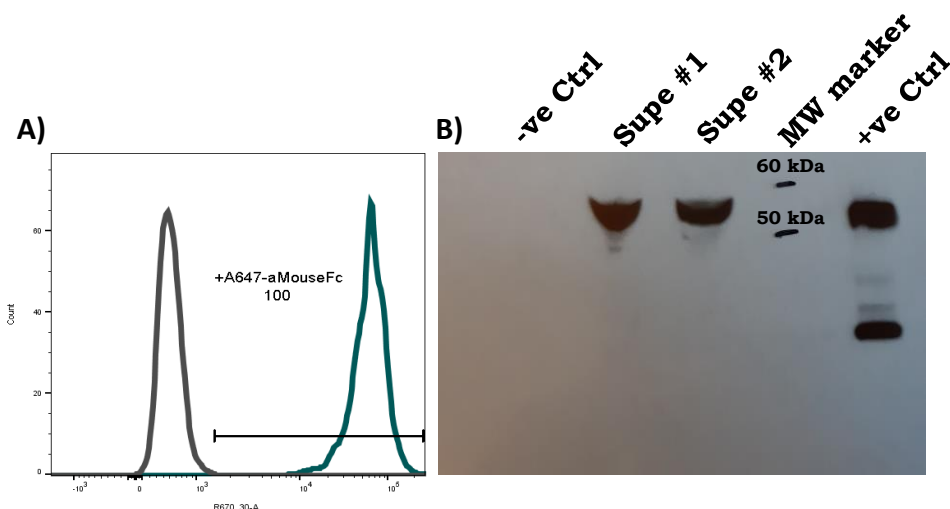 A)
B)
-ve Ctrl
Supe #1
Supe #2
MW marker
+ve Ctrl
60 kDa
50 kDa
+A647-aMouseFc
100
Count
60
40
20
0
-10³
0
10³
10⁴
10⁵
R670_30-A